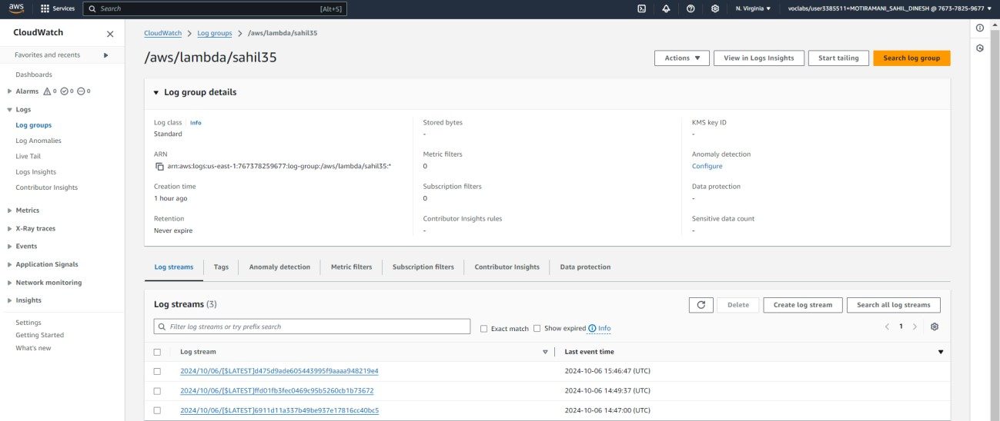 aws Services Search [Alt+S] N. Virginia voclabs/user3385511=MOTIRAMANI_SAHIL_DINESH @ 7673-7825-9677
CloudWatch
Favorites and recents
Dashboards
Alarms 0 0 0
Logs
Log groups
Log Anomalies
Live Tail
Logs Insights
Contributor Insights
Metrics
X-Ray traces
Events
Application Signals
Network monitoring
Insights
Settings
Getting Started
What's new
CloudWatch > Log groups > /aws/lambda/sahil35
/aws/lambda/sahil35
Actions View in Logs Insights Start tailing Search log group
Log group details
Log class Info
Standard
ARN
arn:aws:logs:us-east-1:767378259677:log-group:/aws/lambda/sahil35:*
Creation time
1 hour ago
Retention
Never expire
Stored bytes
-
Metric filters
0
Subscription filters
0
Contributor Insights rules
-
KMS key ID
-
Anomaly detection
Configure
Data protection
-
Sensitive data count
-
Log streams Tags Anomaly detection Metric filters Subscription filters Contributor Insights Data protection
Log streams (3)
Delete Create log stream Search all log streams
Filter log streams or try prefix search Exact match Show expired Info 1
Log stream Last event time
2024/10/06/[$LATEST]d475d9ade605443995f9aaaa948219e4 2024-10-06 15:46:47 (UTC)
2024/10/06/[$LATEST]ffd01fb3fec0469c95b5260cb1b73672 2024-10-06 14:49:37 (UTC)
2024/10/06/[$LATEST]6911d11a337b49be937e17816cc40bc5 2024-10-06 14:47:00 (UTC)